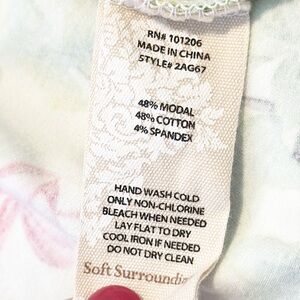 RN# 101206
MADE IN CHINA
STYLE# 2AG67
48% MODAL
48% COTTON
4% SPANDEX
HAND WASH COLD
ONLY NON-CHLORINE
BLEACH WHEN NEEDED
LAY FLAT TO DRY
COOL IRON IF NEEDED
DO NOT DRY CLEAN
Soft